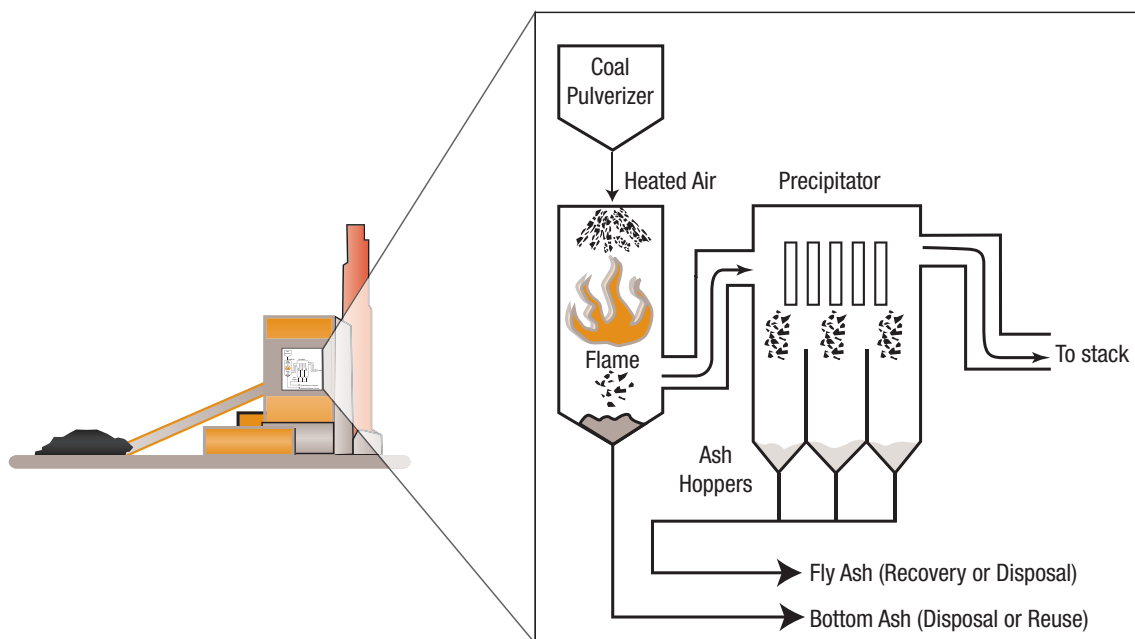 Coal
Pulverizer
Heated Air
Precipitator
Flame
To stack
Ash
Hoppers
Fly Ash (Recovery or Disposal)
Bottom Ash (Disposal or Reuse)